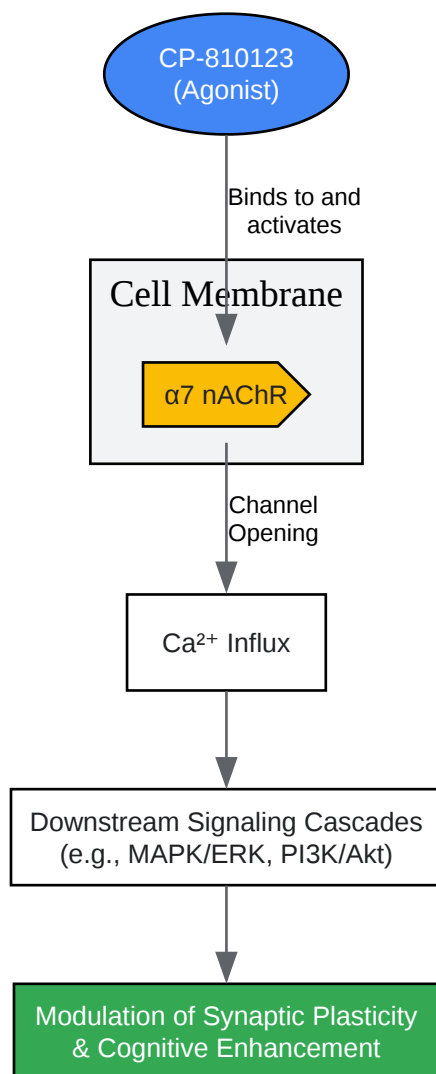 CP-810123
(Agonist)
Binds to and
activates
Cell Membrane
α7 nAChR
Channel
Opening
Ca²⁺ Influx
Downstream Signaling Cascades
(e.g., MAPK/ERK, PI3K/Akt)
Modulation of Synaptic Plasticity
& Cognitive Enhancement